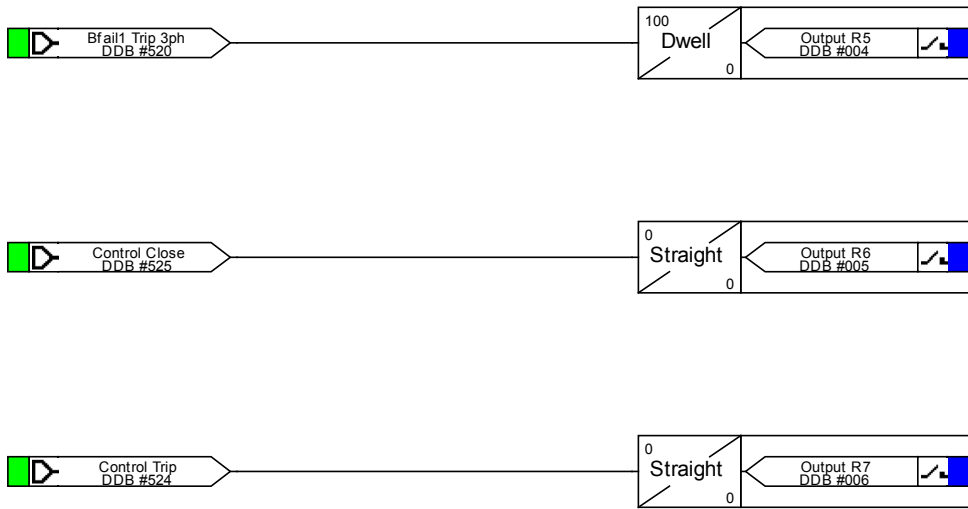 Bfail1 Trip 3ph
DDB #520
100
Dwell
0
Output R5
DDB #004
Control Close
DDB #525
0
Straight
0
Output R6
DDB #005
Control Trip
DDB #524
0
Straight
0
Output R7
DDB #006